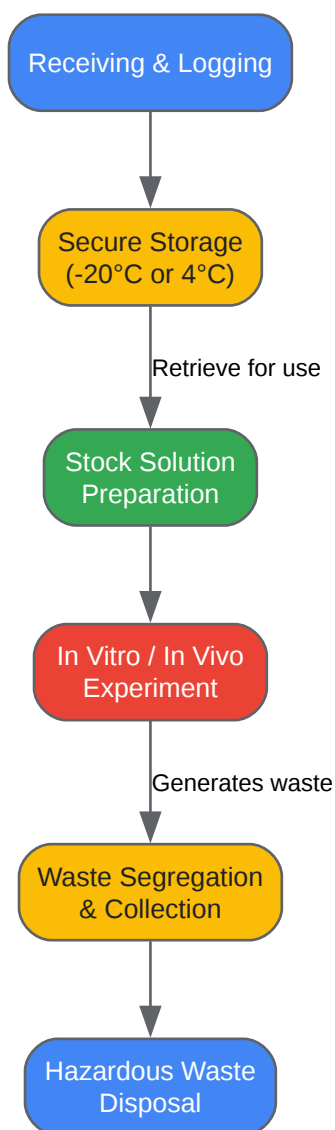 Receiving & Logging
Secure Storage
(-20°C or 4°C)
Retrieve for use
Stock Solution
Preparation
In Vitro / In Vivo
Experiment
Generates waste
Waste Segregation
& Collection
Hazardous Waste
Disposal